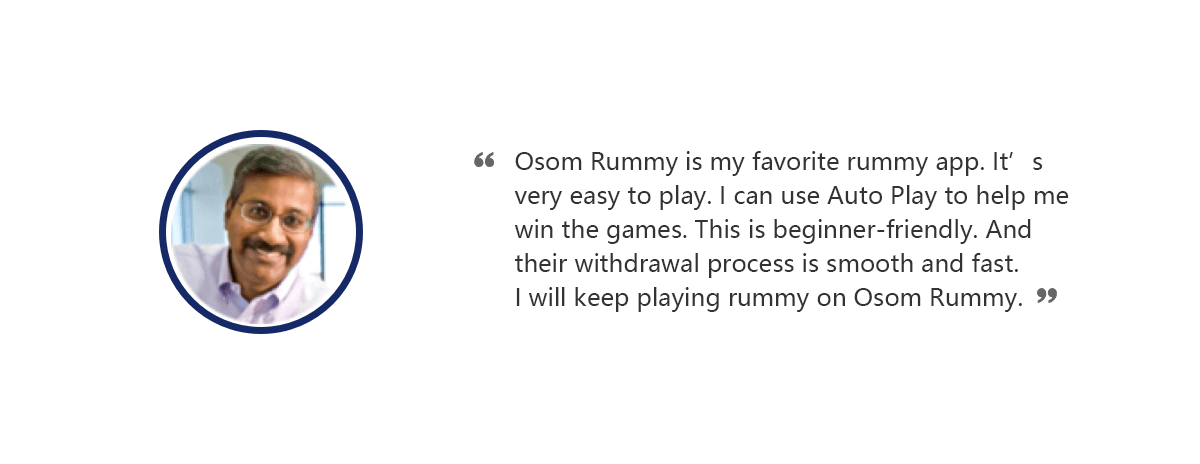 “ Osom Rummy is my favorite rummy app. It’s
very easy to play. I can use Auto Play to help me
win the games. This is beginner-friendly. And
their withdrawal process is smooth and fast.
I will keep playing rummy on Osom Rummy. ”